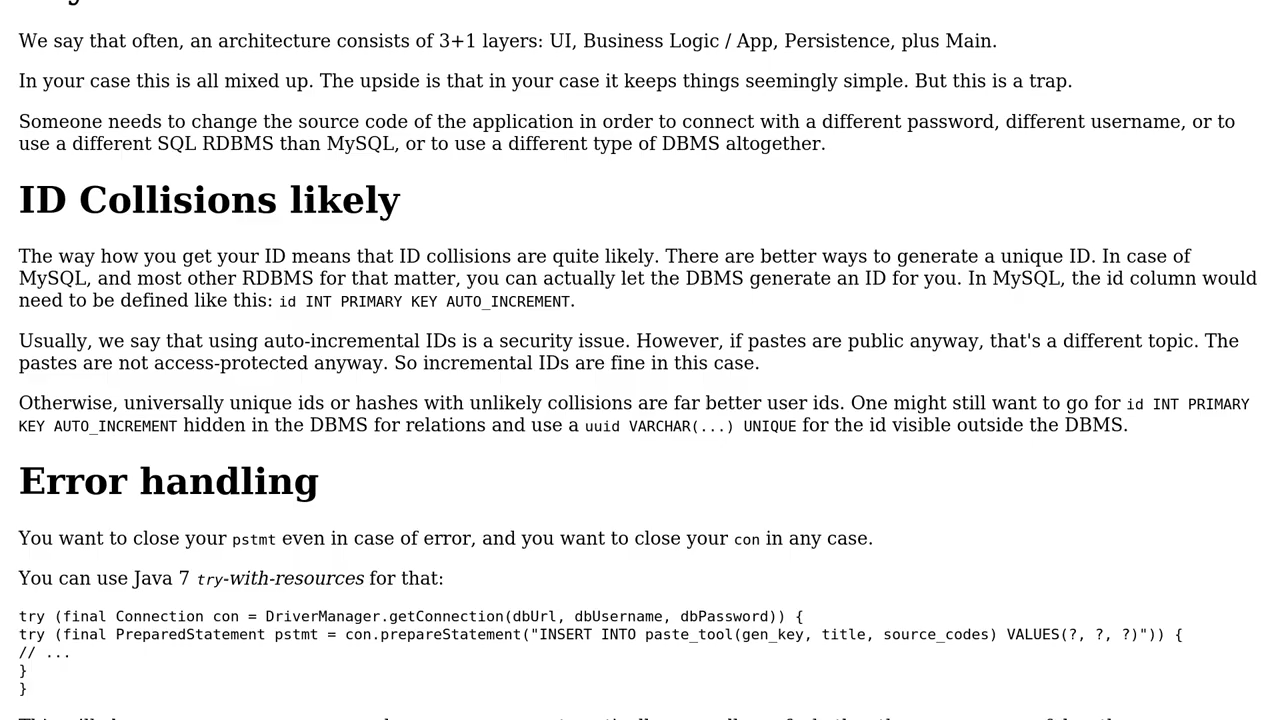 We say that often, an architecture consists of 3+1 layers: UI, Business Logic / App, Persistence, plus Main.
In your case this is all mixed up. The upside is that in your case it keeps things seemingly simple. But this is a trap.
Someone needs to change the source code of the application in order to connect with a different password, different username, or to
use a different SQL RDBMS than MySQL, or to use a different type of DBMS altogether.
ID Collisions likely
The way how you get your ID means that ID collisions are quite likely. There are better ways to generate a unique ID. In case of
MySQL, and most other RDBMS for that matter, you can actually let the DBMS generate an ID for you. In MySQL, the id column would
need to be defined like this: id INT PRIMARY KEY AUTO_INCREMENT.
Usually, we say that using auto-incremental IDs is a security issue. However, if pastes are public anyway, that's a different topic. The
pastes are not access-protected anyway. So incremental IDs are fine in this case.
Otherwise, universally unique ids or hashes with unlikely collisions are far better user ids. One might still want to go for id INT PRIMARY
KEY AUTO_INCREMENT hidden in the DBMS for relations and use a uuid VARCHAR(...) UNIQUE for the id visible outside the DBMS.
Error handling
You want to close your pstmt even in case of error, and you want to close your con in any case.
You can use Java 7 try-with-resources for that:
try (final Connection con = DriverManager.getConnection(dbUrl, dbUsername, dbPassword)) {
try (final PreparedStatement pstmt = con.prepareStatement("INSERT INTO paste_tool(gen_key, title, source_codes) VALUES(?, ?, ?)")) {
// ...
}
}